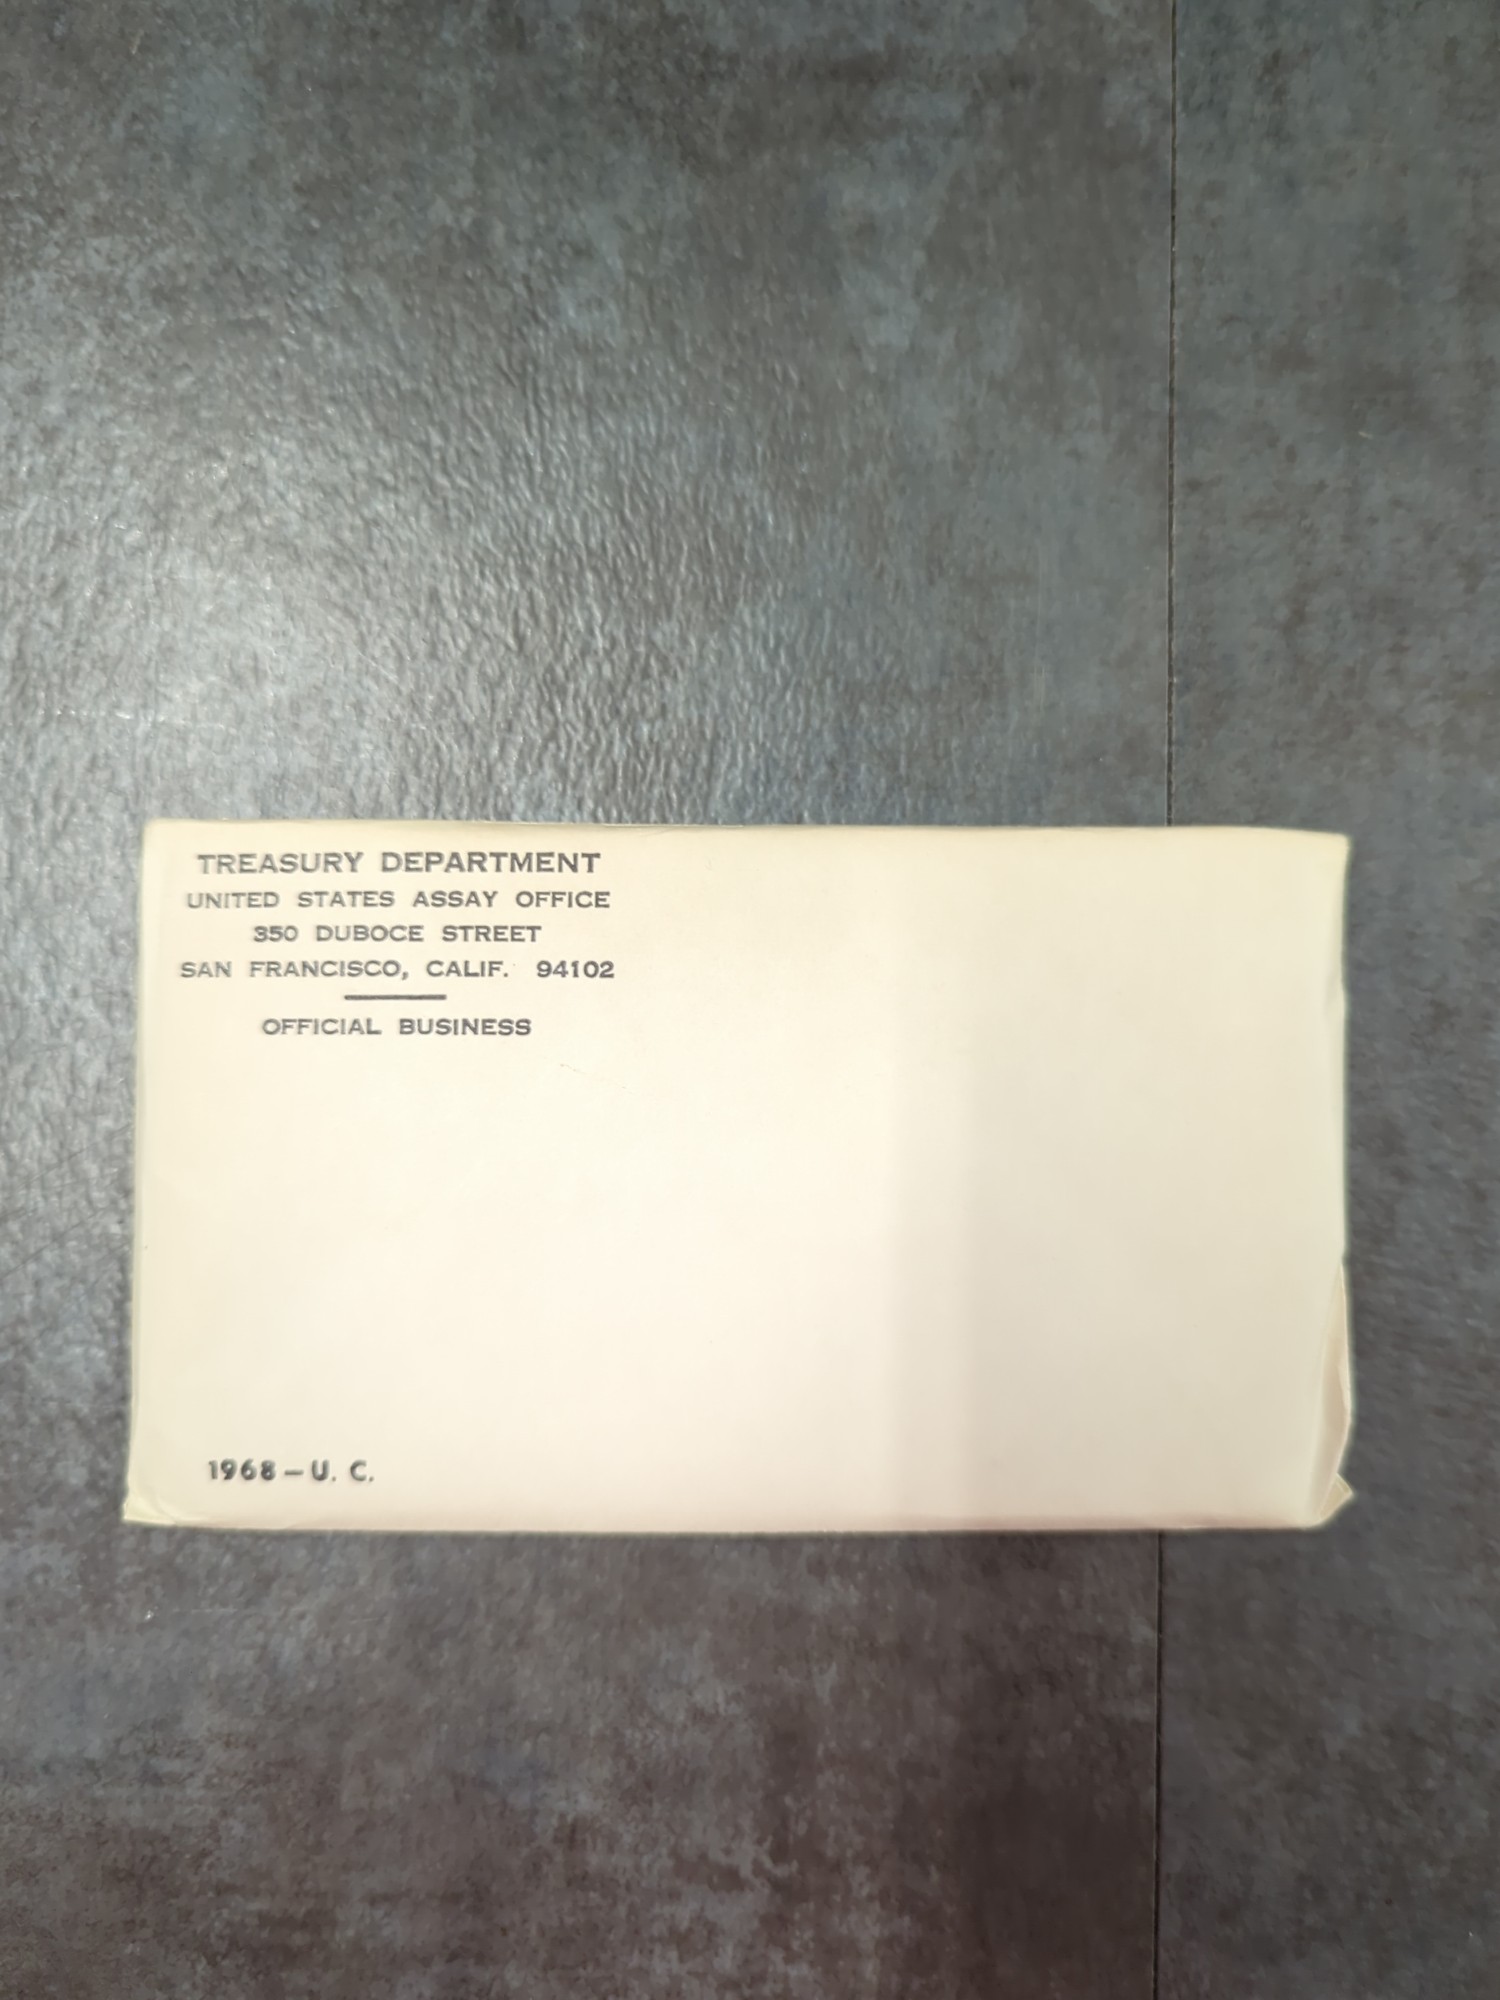 TREASURY DEPARTMENT
UNITED STATES ASSAY OFFICE
350 DUBOCE STREET
SAN FRANCISCO, CALIF. 94102
OFFICIAL BUSINESS
1968 – U. C.